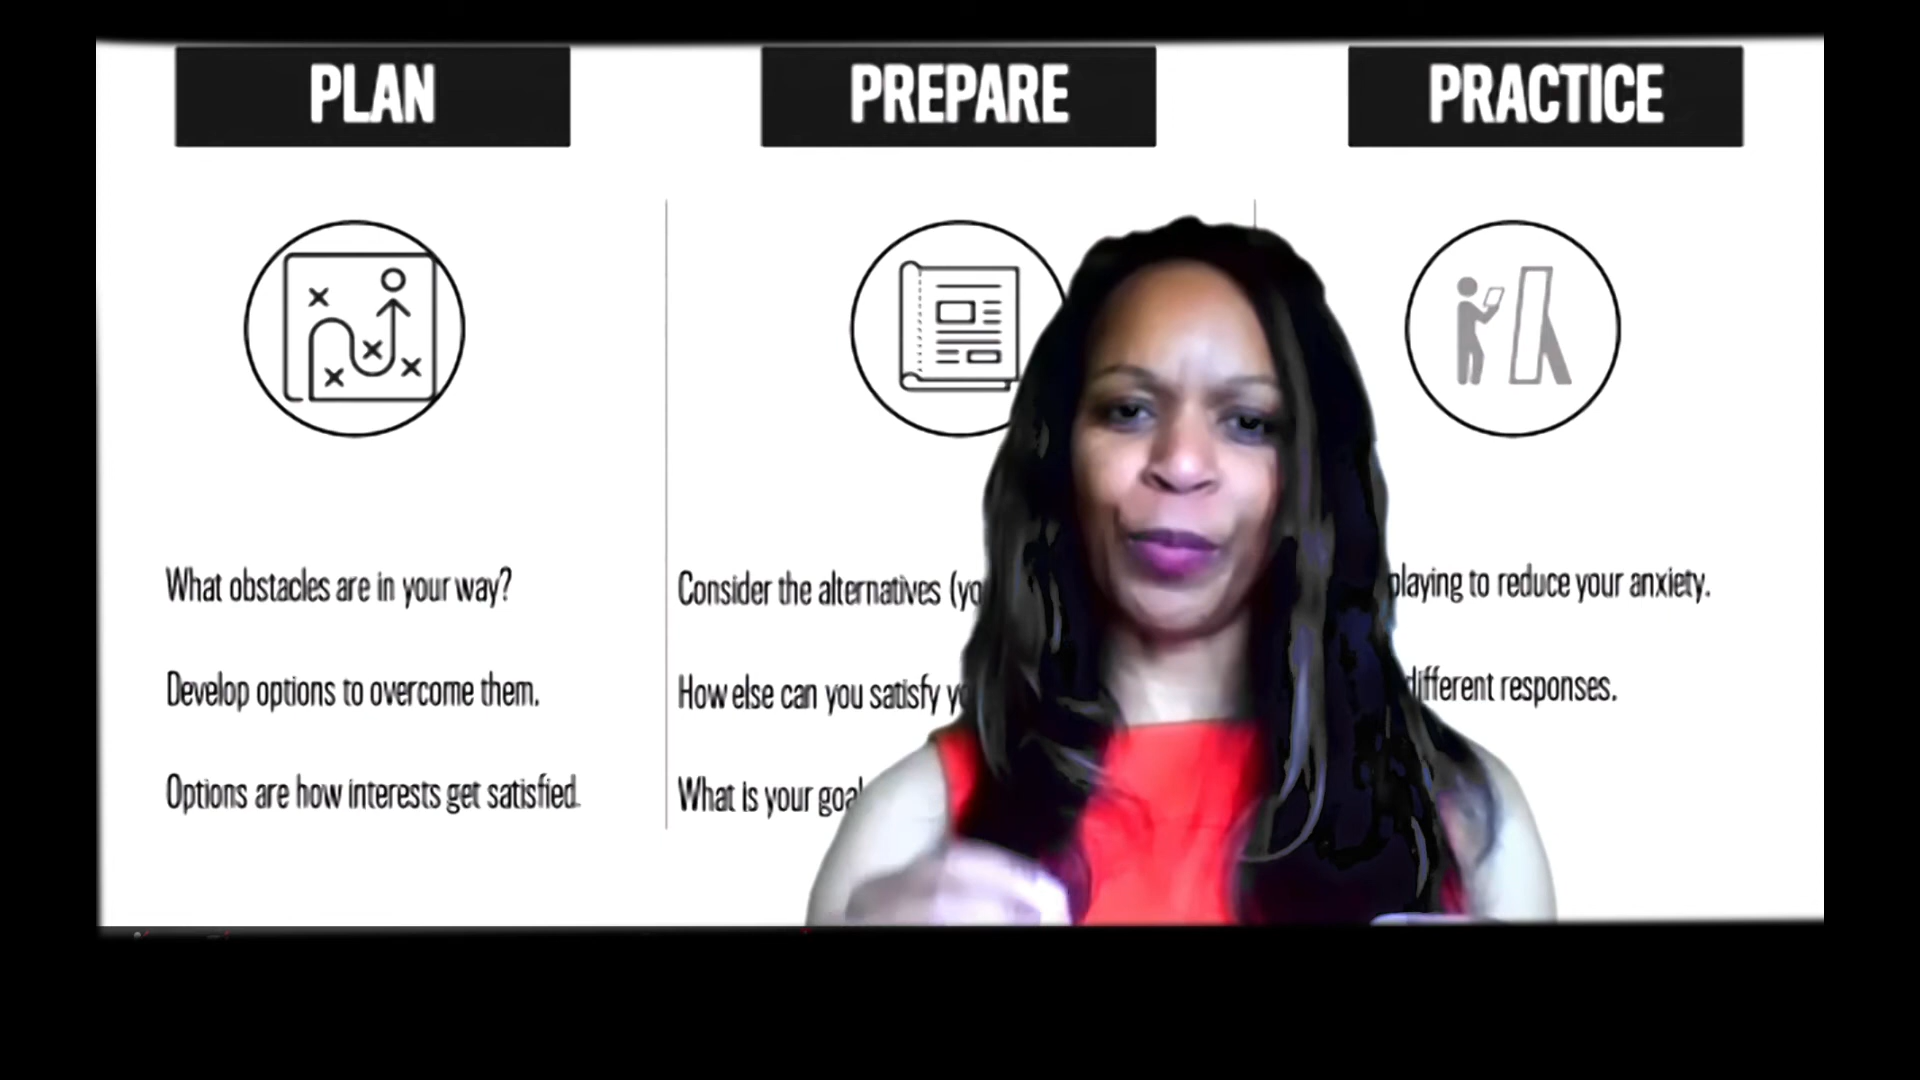 PLAN
What obstacles are in your way?
Develop options to overcome them.
Options are how interests get satisfied.
PREPARE
Consider the alternatives
How else can you satisfy
What is your goal
PRACTICE
playing to reduce your anxiety.
different responses.